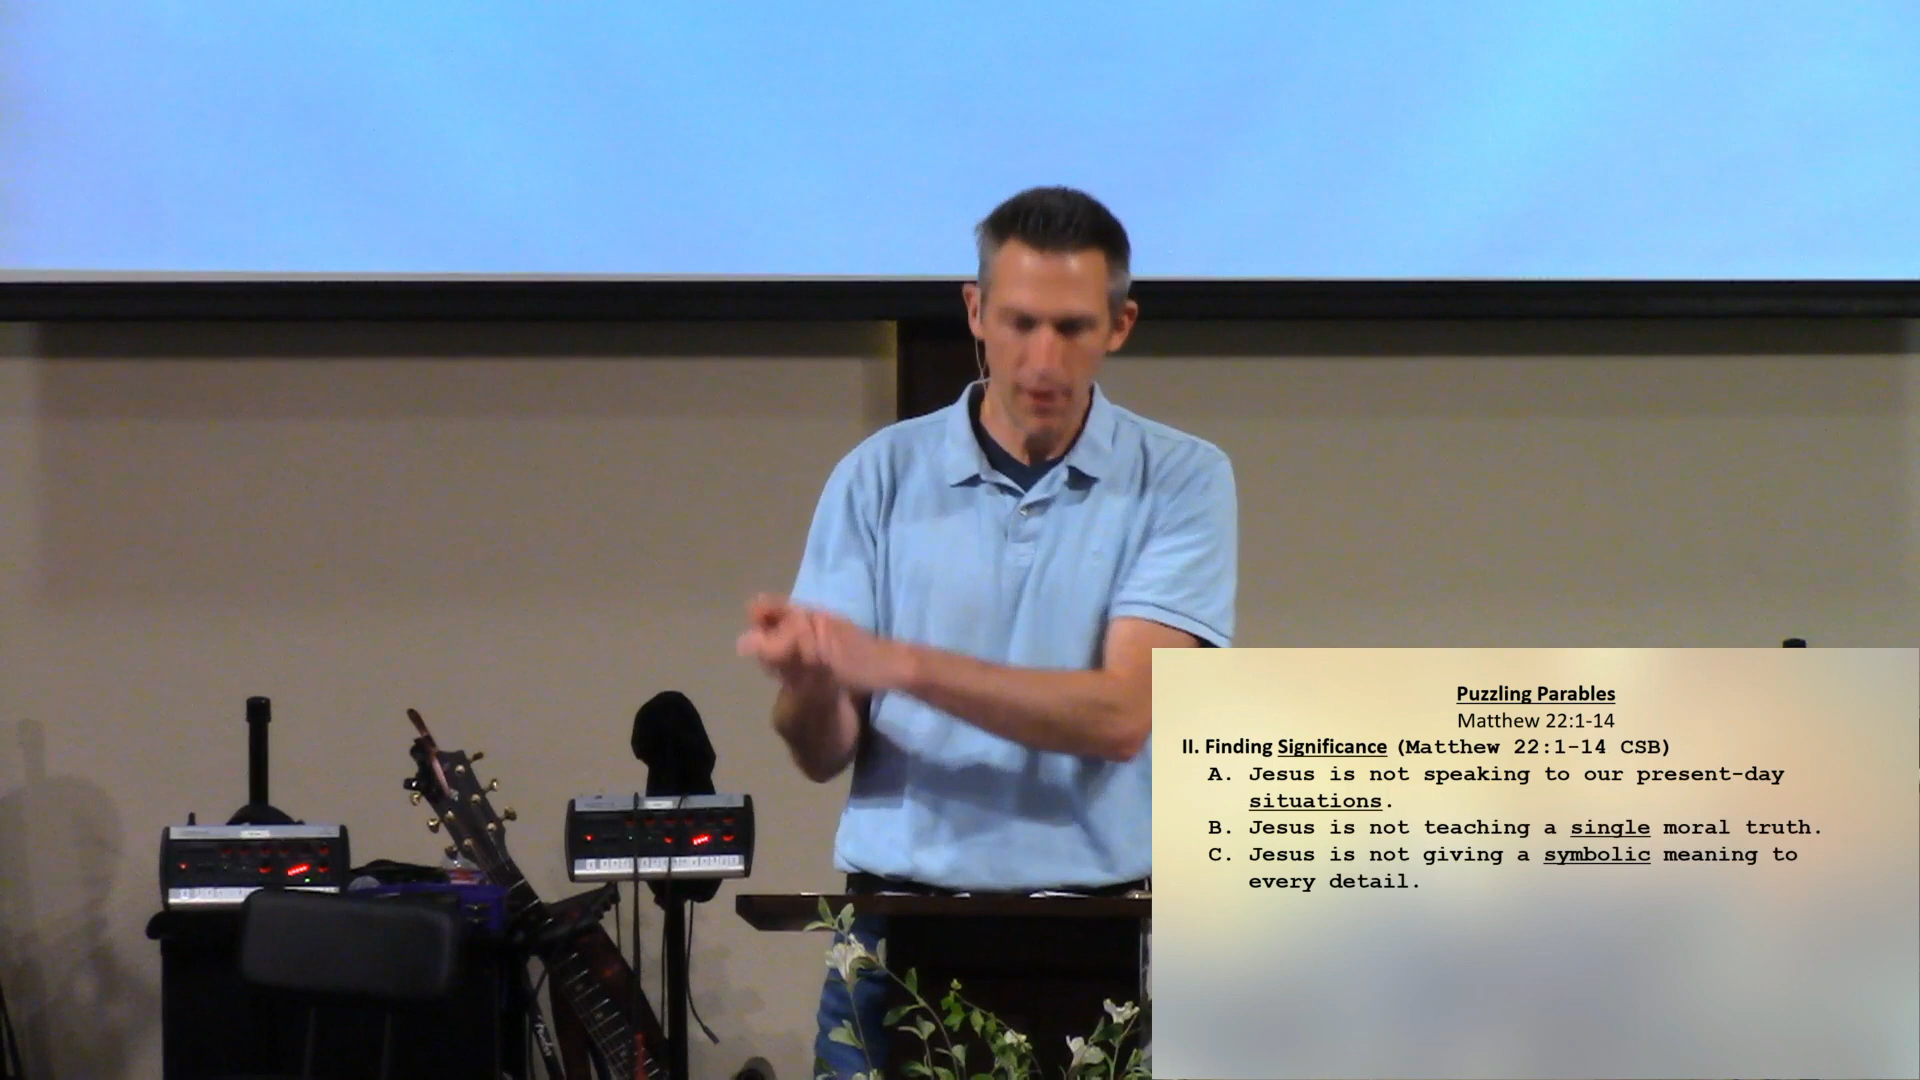 Puzzling Parables
Matthew 22:1-14
II. Finding Significance (Matthew 22:1-14 CSB)
A. Jesus is not speaking to our present-day
situations.
B. Jesus is not teaching a single moral truth.
C. Jesus is not giving a symbolic meaning to
every detail.